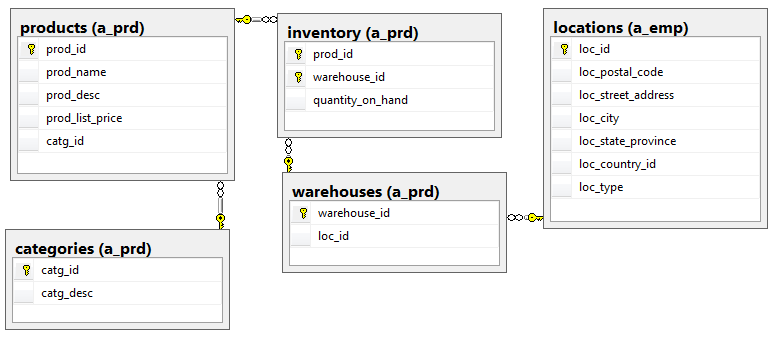 products (a_prd)
prod_id
prod_name
prod_desc
prod_list_price
catg_id
inventory (a_prd)
prod_id
warehouse_id
quantity_on_hand
locations (a_emp)
loc_id
loc_postal_code
loc_street_address
loc_city
loc_state_province
loc_country_id
loc_type
warehouses (a_prd)
warehouse_id
loc_id
categories (a_prd)
catg_id
catg_desc